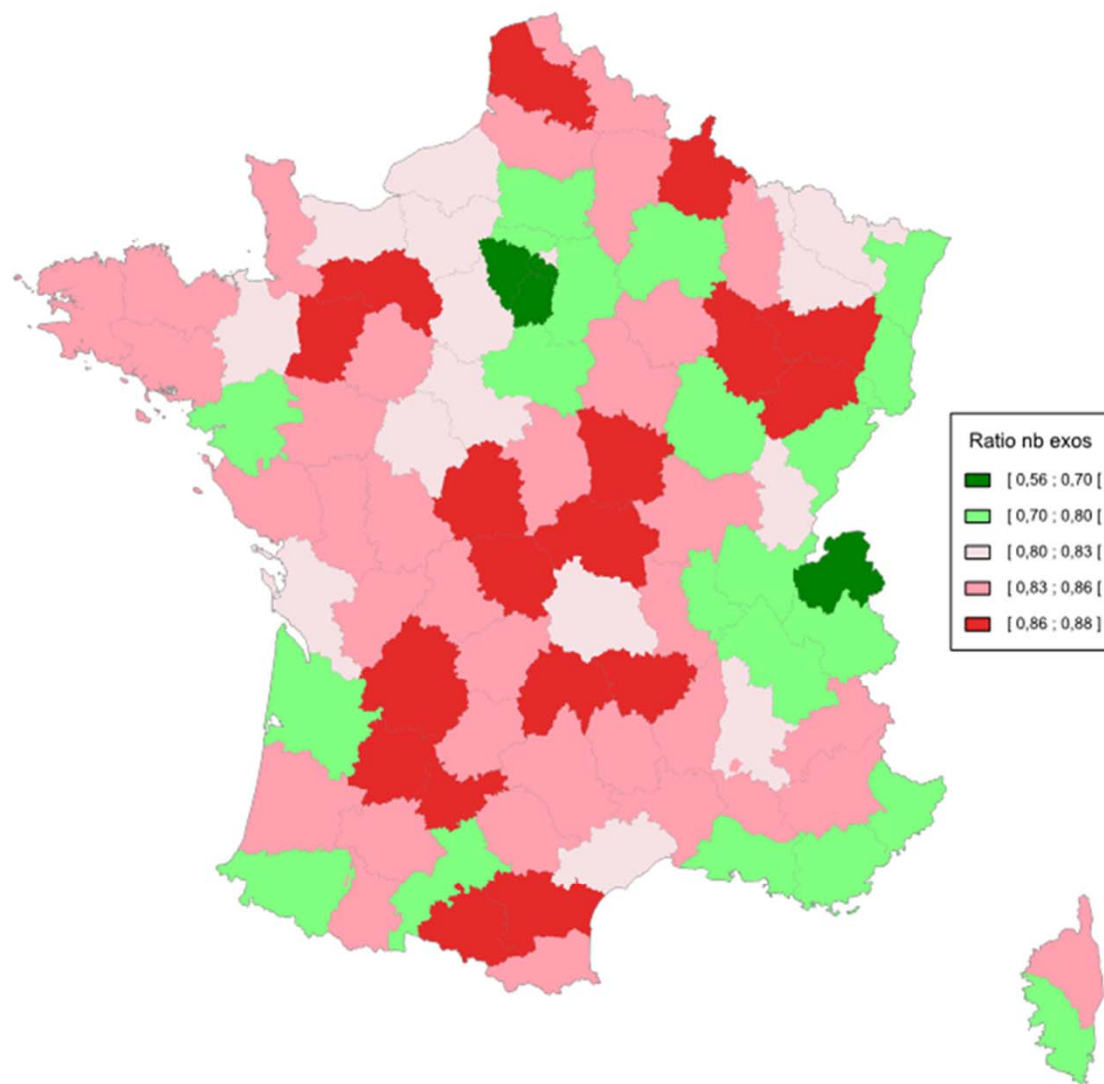 Ratio nb exos
[ 0,56 ; 0,70 [
[ 0,70 ; 0,80 [
[ 0,80 ; 0,83 [
[ 0,83 ; 0,86 [
[ 0,86 ; 0,88 ]